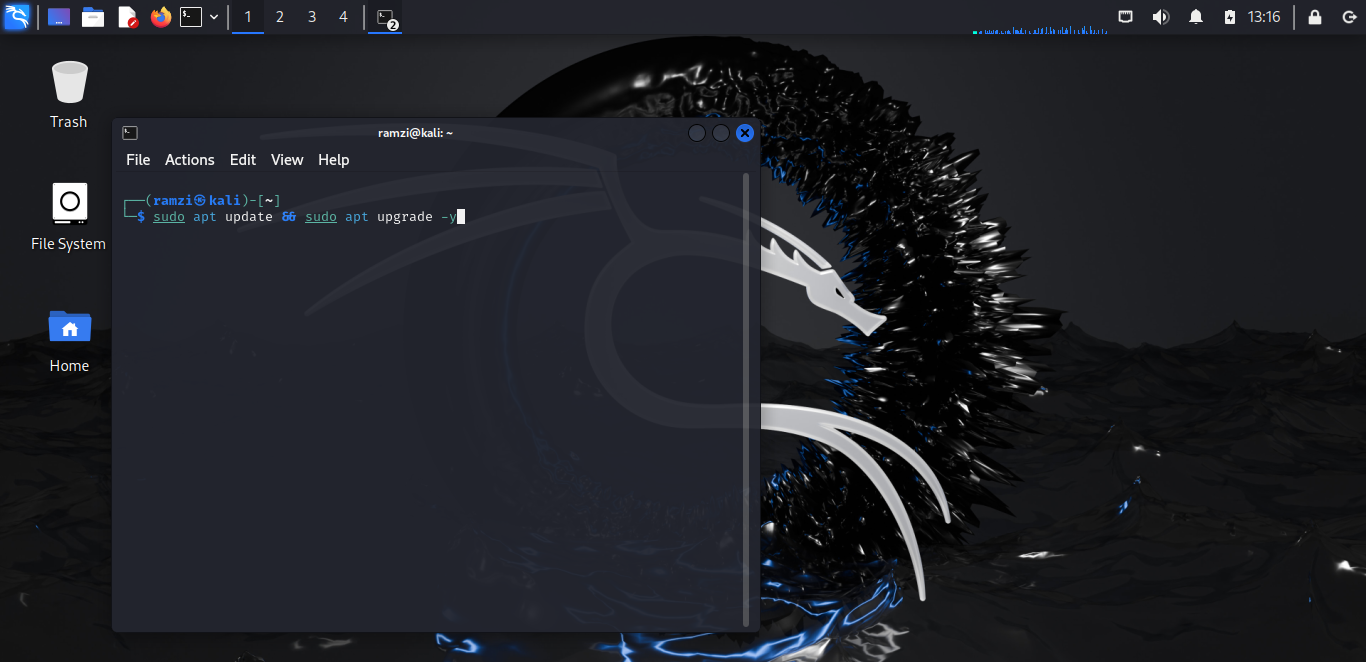 1 2 3 4 2 13:16
Trash
File System
Home
ramzi@kali: ~
File Actions Edit View Help
┌──(ramzi㉿kali)-[~]
└─$ sudo apt update && sudo apt upgrade -y